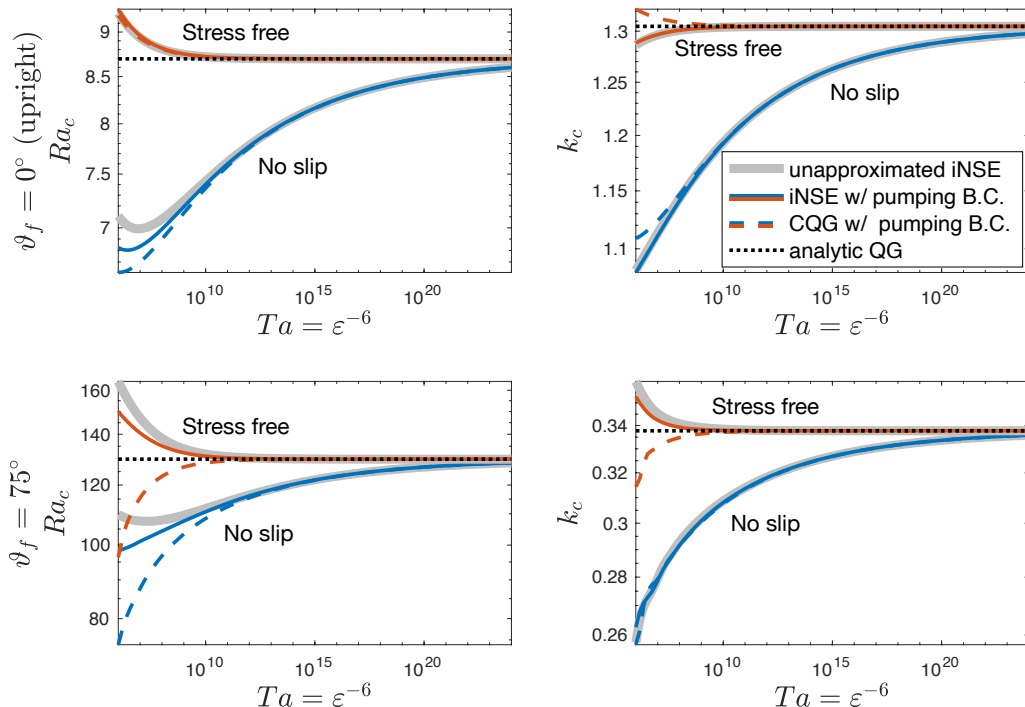 ϑ_f = 0° (upright)
Ra_c
9
8.5
8
7.5
7
Stress free
No slip
10^10
10^15
10^20
Ta = ε^−6
k_c
1.3
1.25
1.2
1.15
1.1
Stress free
No slip
unapproximated iNSE
iNSE w/ pumping B.C.
CQG w/ pumping B.C.
analytic QG
10^10
10^15
10^20
Ta = ε^−6
ϑ_f = 75°
Ra_c
160
140
120
100
80
Stress free
No slip
10^10
10^15
10^20
Ta = ε^−6
k_c
0.34
0.32
0.3
0.28
0.26
Stress free
No slip
10^10
10^15
10^20
Ta = ε^−6